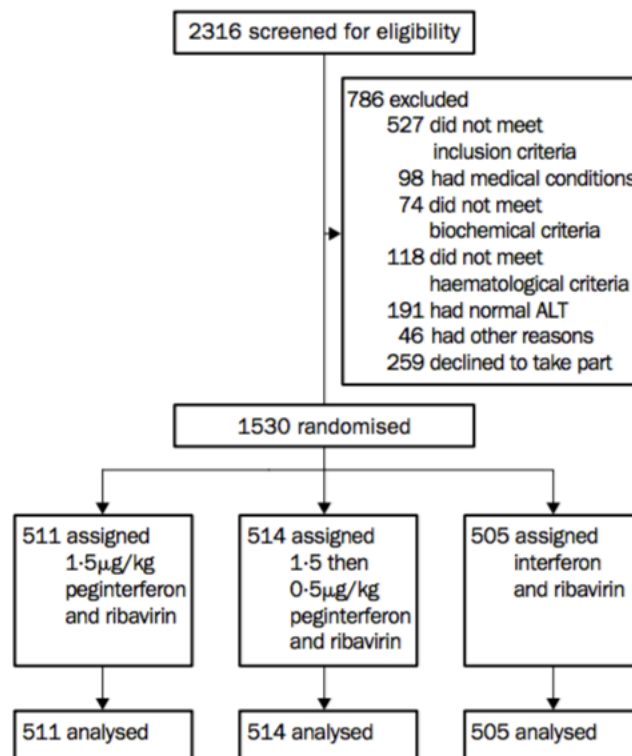 2316 screened for eligibility
786 excluded
527 did not meet
inclusion criteria
98 had medical conditions
74 did not meet
biochemical criteria
118 did not meet
haematological criteria
191 had normal ALT
46 had other reasons
259 declined to take part
1530 randomised
511 assigned
1·5μg/kg
peginterferon
and ribavirin
514 assigned
1·5 then
0·5μg/kg
peginterferon
and ribavirin
505 assigned
interferon
and ribavirin
511 analysed
514 analysed
505 analysed